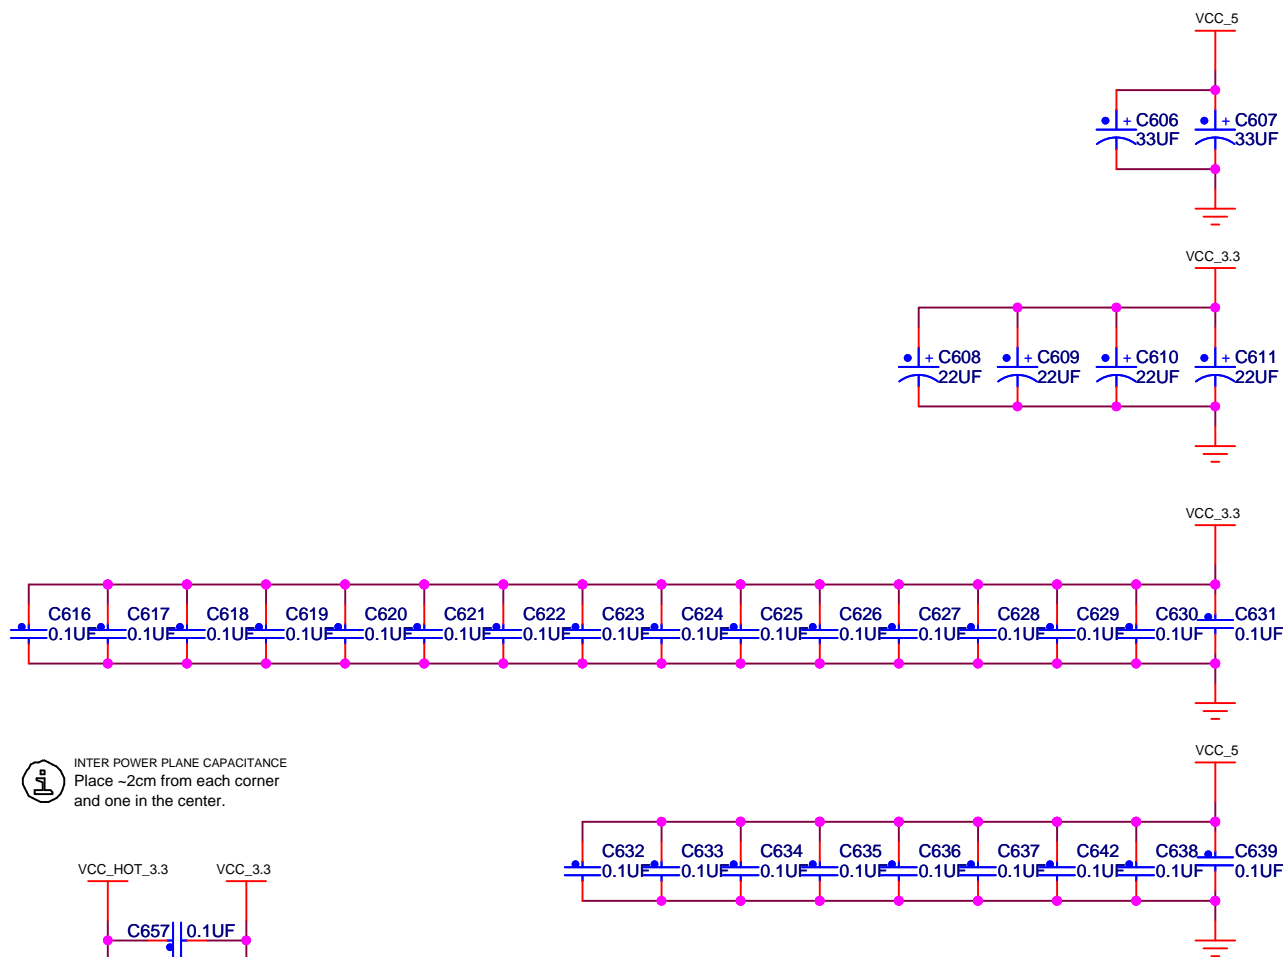 VCC_5
+ C606 + C607
33UF 33UF
VCC_3.3
+ C608 + C609 + C610 + C611
22UF 22UF 22UF 22UF
VCC_3.3
C616 C617 C618 C619 C620 C621 C622 C623 C624 C625 C626 C627 C628 C629 C630 C631
0.1UF 0.1UF 0.1UF 0.1UF 0.1UF 0.1UF 0.1UF 0.1UF 0.1UF 0.1UF 0.1UF 0.1UF 0.1UF 0.1UF 0.1UF 0.1UF
VCC_5
INTER POWER PLANE CAPACITANCE
Place ~2cm from each corner
and one in the center.
C632 C633 C634 C635 C636 C637 C642 C638 C639
0.1UF 0.1UF 0.1UF 0.1UF 0.1UF 0.1UF 0.1UF 0.1UF 0.1UF
VCC_HOT_3.3 VCC_3.3
C657 0.1UF